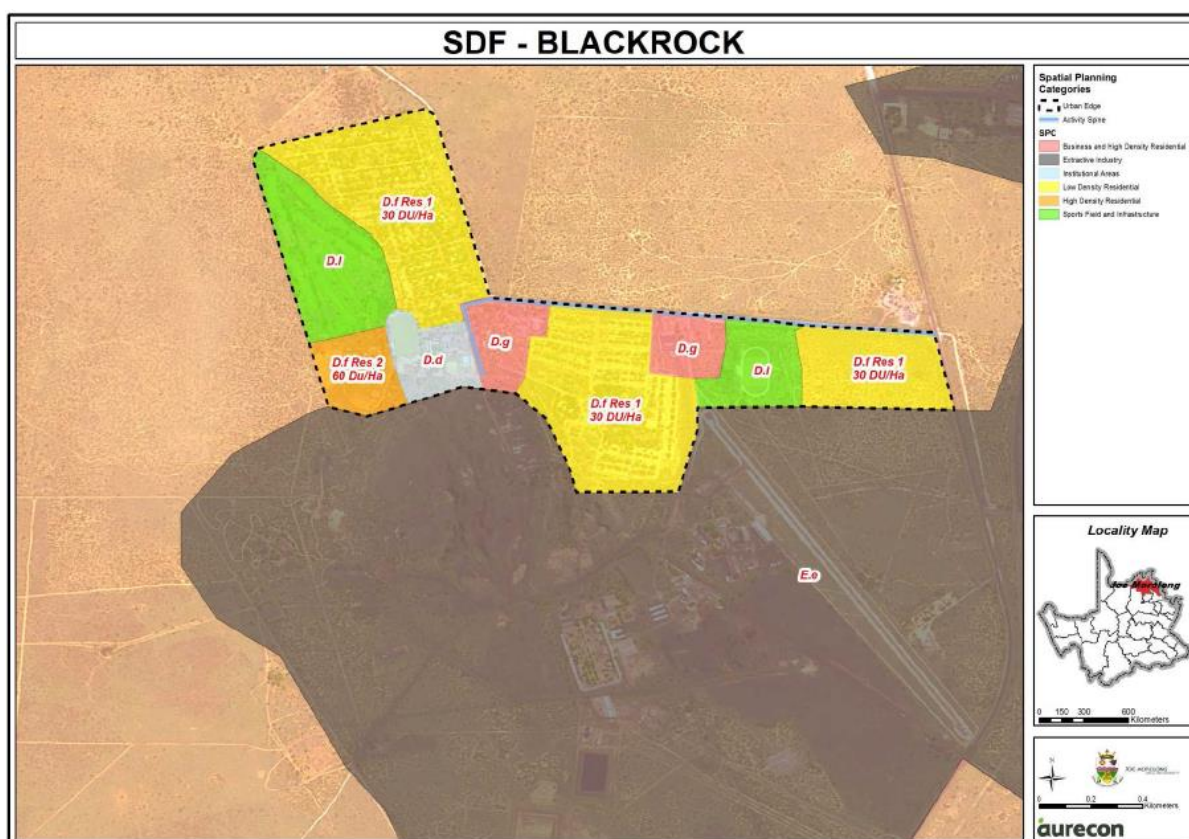 SDF - BLACKROCK
D.f Res 1
30 DU/Ha
D.l
D.f Res 2
60 Du/Ha
D.d
D.g
D.g
D.l
D.f Res 1
30 DU/Ha
D.f Res 1
30 DU/Ha
E.e
Spatial Planning
Categories
Urban Edge
Activity Spine
SPC
Business and High Density Residential
Extractive Industry
Institutional Areas
Low Density Residential
High Density Residential
Sports Field and Infrastructure
Locality Map
Joe Morolong
0 150 300 600
Kilometers
N
JOE MOROLONG
0 0.2 0.4
Kilometers
aurecon